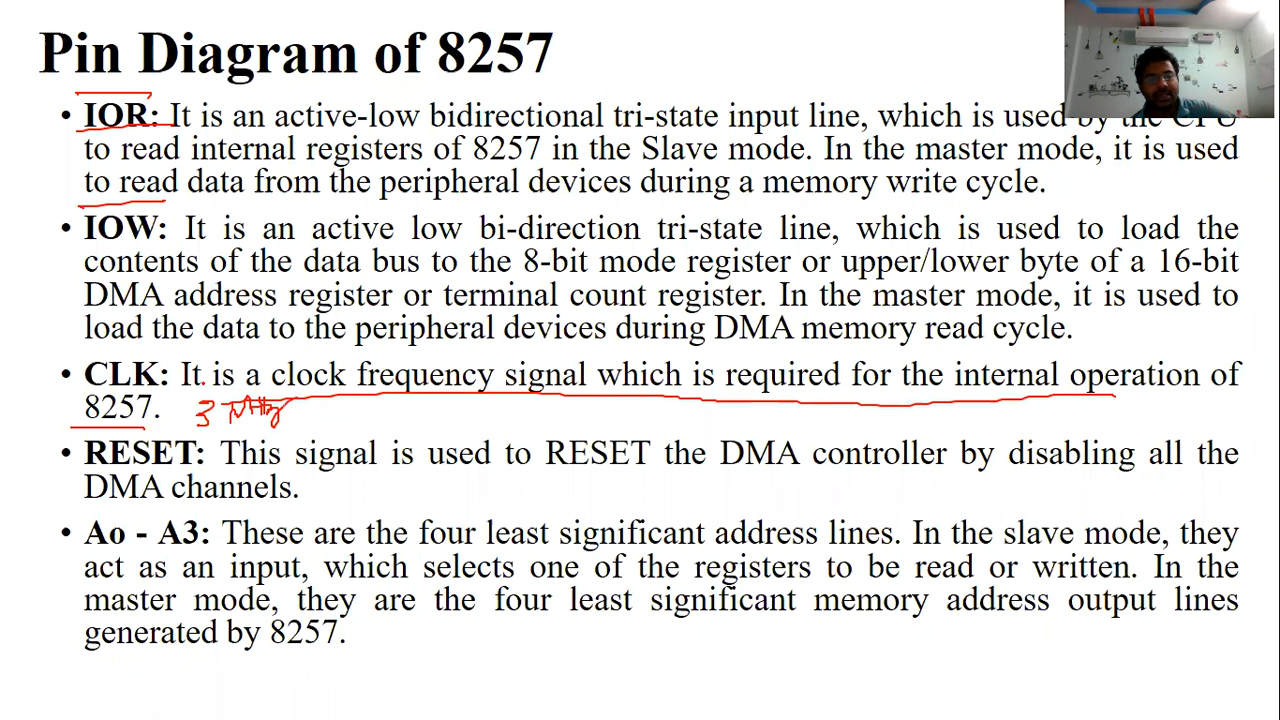 Pin Diagram of 8257
• IOR: It is an active-low bidirectional tri-state input line, which is used by the CPU
to read internal registers of 8257 in the Slave mode. In the master mode, it is used
to read data from the peripheral devices during a memory write cycle.
• IOW: It is an active low bi-direction tri-state line, which is used to load the
contents of the data bus to the 8-bit mode register or upper/lower byte of a 16-bit
DMA address register or terminal count register. In the master mode, it is used to
load the data to the peripheral devices during DMA memory read cycle.
• CLK: It is a clock frequency signal which is required for the internal operation of
8257. 3 MHz
• RESET: This signal is used to RESET the DMA controller by disabling all the
DMA channels.
• Ao - A3: These are the four least significant address lines. In the slave mode, they
act as an input, which selects one of the registers to be read or written. In the
master mode, they are the four least significant memory address output lines
generated by 8257.